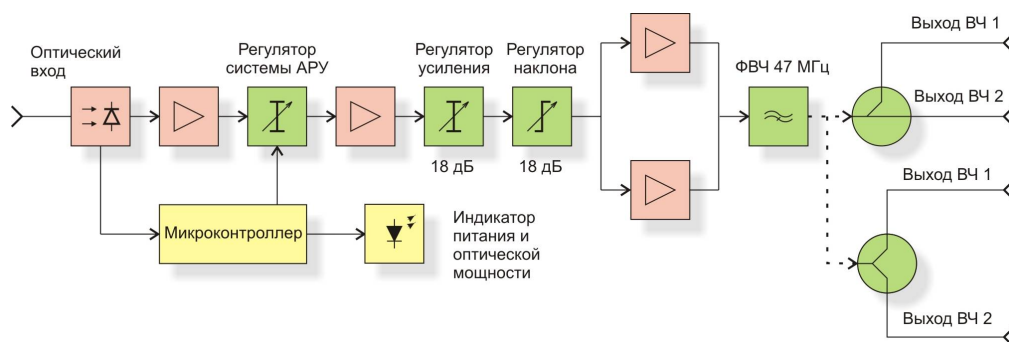 Оптический
вход
Регулятор
системы АРУ
Регулятор
усиления
Регулятор
наклона
18 дБ
18 дБ
ФВЧ 47 МГц
Выход ВЧ 1
Выход ВЧ 2
Выход ВЧ 1
Выход ВЧ 2
Микроконтроллер
Индикатор
питания и
оптической
мощности